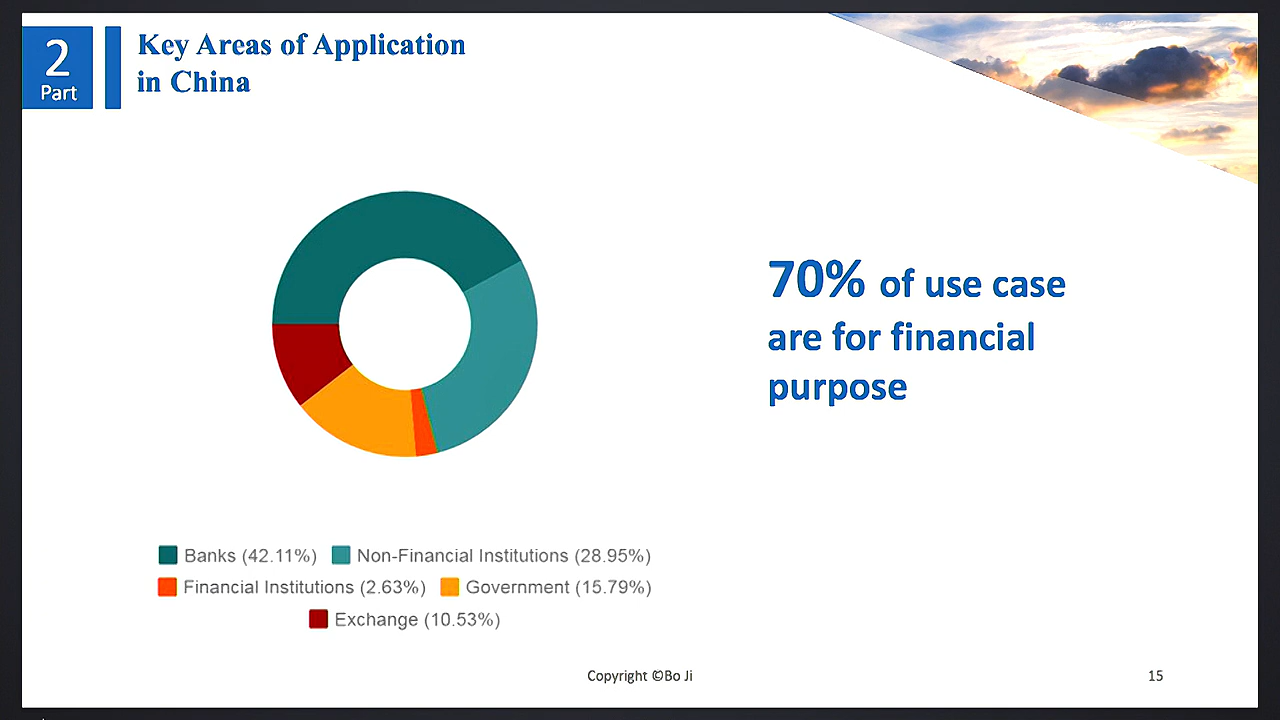 2
Part
Key Areas of Application
in China
70% of use case
are for financial
purpose
Banks (42.11%) Non-Financial Institutions (28.95%)
Financial Institutions (2.63%) Government (15.79%)
Exchange (10.53%)
Copyright ©Bo Ji
15